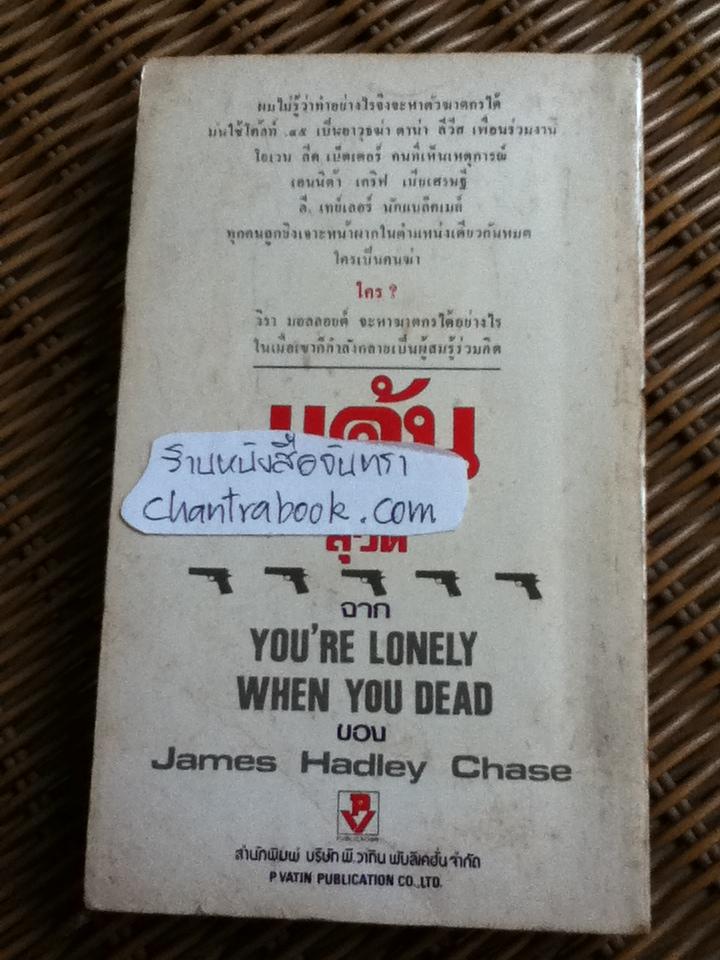 ผมไม่รู้ว่าทำอย่างไรจึงจะหาตัวฆาตกรได้
มันใช้โค้ลท์ .๔๕ เป็นอาวุธฆ่า ดาน่า ลีวีส เพื่อนร่วมงาน
โอเวน ลีด เบ็ตเตอร์ คนที่เห็นเหตุการณ์
เอนนิต้า เคริฟ เมียเศรษฐี
ลี. เทย์เลอร์ นักแบล็คเมล์
ทุกคนถูกยิงเจาะหน้าผากในตำแหน่งเดียวกันหมด
ใครเป็นคนฆ่า
ใคร ?
วิรา มอลลอยด์ จะหาฆาตกรได้อย่างไร
ในเมื่อเขาก็กำลังกลายเป็นผู้สมรู้ร่วมคิด
ร้านหนังสือจันทรา
chantrabook.com
จาก
YOU'RE LONELY
WHEN YOU DEAD
ของ
James Hadley Chase
PV
PUBLICATION
สำนักพิมพ์ บริษัท พี.วาทิน พับลิเคชั่น จำกัด
P.VATIN PUBLICATION CO.,LTD.